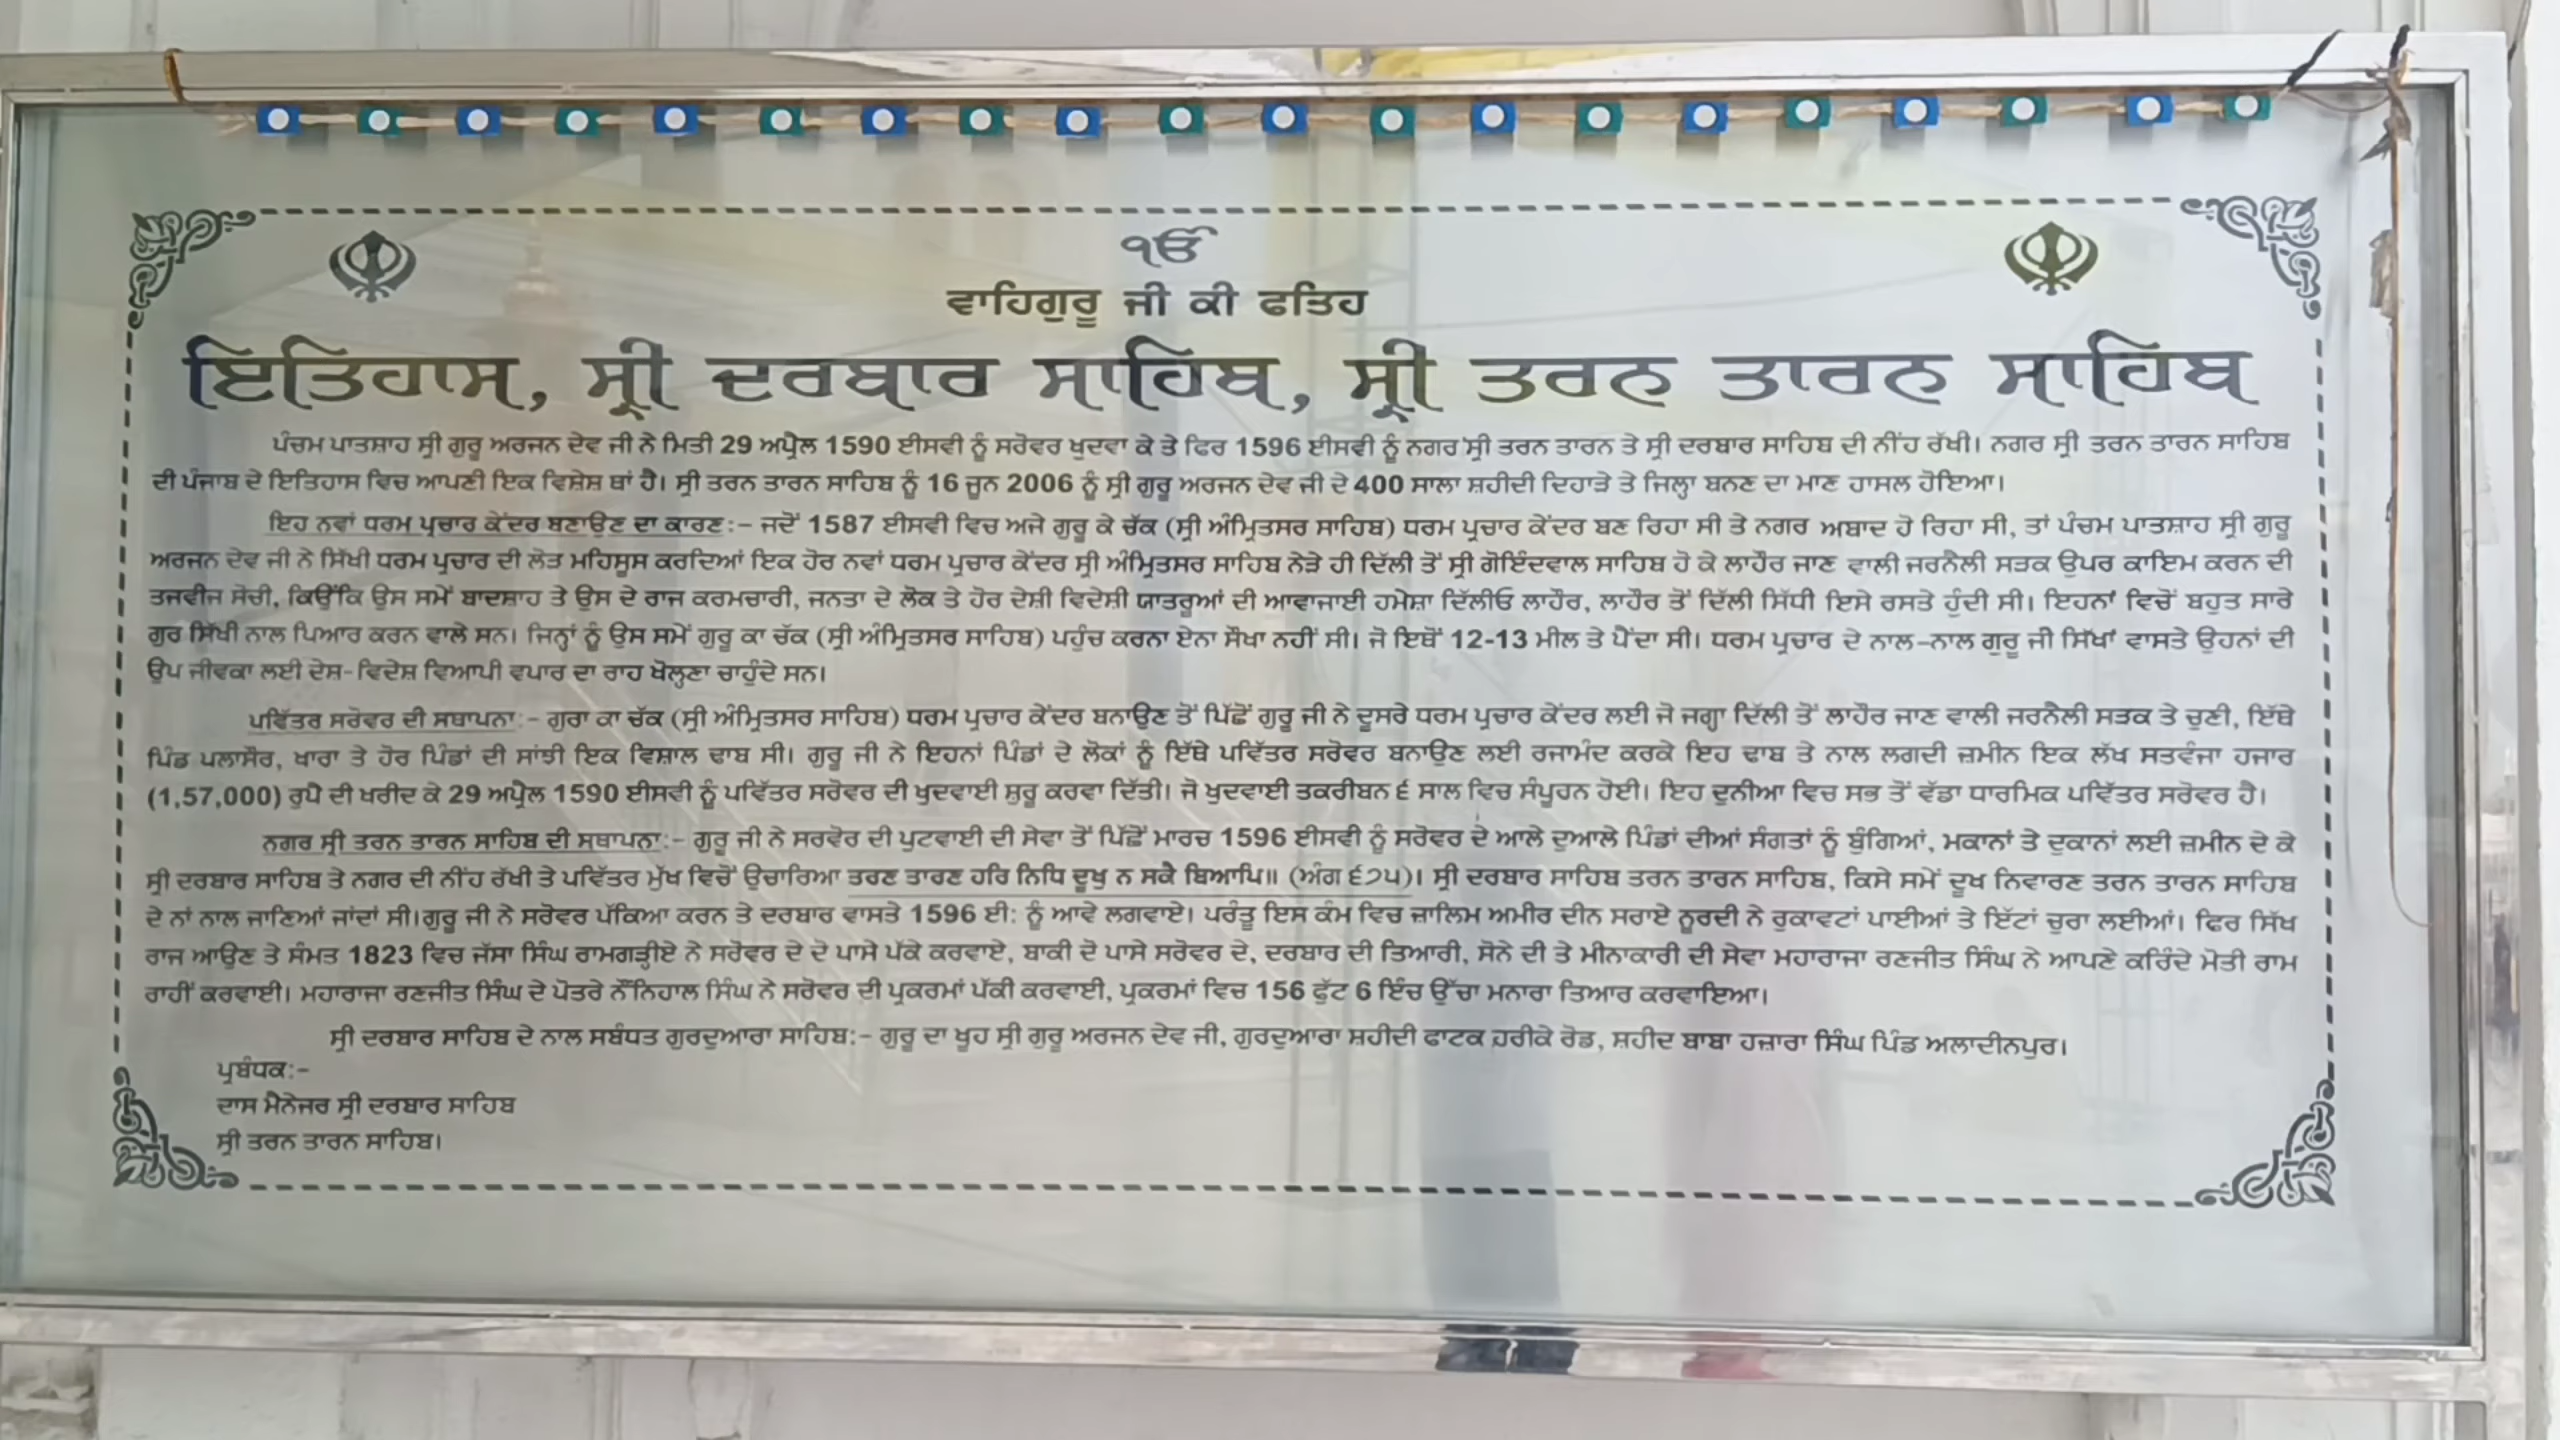 ੴ
ਵਾਹਿਗੁਰੂ ਜੀ ਕੀ ਫਤਿਹ
ਇਤਿਹਾਸ, ਸ੍ਰੀ ਦਰਬਾਰ ਸਾਹਿਬ, ਸ੍ਰੀ ਤਰਨ ਤਾਰਨ ਸਾਹਿਬ
ਪੰਚਮ ਪਾਤਸ਼ਾਹ ਸ੍ਰੀ ਗੁਰੂ ਅਰਜਨ ਦੇਵ ਜੀ ਨੇ ਮਿਤੀ 29 ਅਪ੍ਰੈਲ 1590 ਈਸਵੀ ਨੂੰ ਸਰੋਵਰ ਖੁਦਵਾ ਕੇ ਤੇ ਫਿਰ 1596 ਈਸਵੀ ਨੂੰ ਨਗਰ ਸ੍ਰੀ ਤਰਨ ਤਾਰਨ ਤੇ ਸ੍ਰੀ ਦਰਬਾਰ ਸਾਹਿਬ ਦੀ ਨੀਂਹ ਰੱਖੀ। ਨਗਰ ਸ੍ਰੀ ਤਰਨ ਤਾਰਨ ਸਾਹਿਬ
ਦੀ ਪੰਜਾਬ ਦੇ ਇਤਿਹਾਸ ਵਿਚ ਆਪਣੀ ਇਕ ਵਿਸ਼ੇਸ਼ ਥਾਂ ਹੈ। ਸ੍ਰੀ ਤਰਨ ਤਾਰਨ ਸਾਹਿਬ ਨੂੰ 16 ਜੂਨ 2006 ਨੂੰ ਸ੍ਰੀ ਗੁਰੂ ਅਰਜਨ ਦੇਵ ਜੀ ਦੇ 400 ਸਾਲਾ ਸ਼ਹੀਦੀ ਦਿਹਾੜੇ ਤੇ ਜਿਲ੍ਹਾ ਬਨਣ ਦਾ ਮਾਣ ਹਾਸਲ ਹੋਇਆ।
ਇਹ ਨਵਾਂ ਧਰਮ ਪ੍ਰਚਾਰ ਕੇਂਦਰ ਬਣਾਉਣ ਦਾ ਕਾਰਣ:– ਜਦੋਂ 1587 ਈਸਵੀ ਵਿਚ ਅਜੇ ਗੁਰੂ ਕੇ ਚੱਕ (ਸ੍ਰੀ ਅੰਮ੍ਰਿਤਸਰ ਸਾਹਿਬ) ਧਰਮ ਪ੍ਰਚਾਰ ਕੇਂਦਰ ਬਣ ਰਿਹਾ ਸੀ ਤੇ ਨਗਰ ਅਬਾਦ ਹੋ ਰਿਹਾ ਸੀ, ਤਾਂ ਪੰਚਮ ਪਾਤਸ਼ਾਹ ਸ੍ਰੀ ਗੁਰੂ
ਅਰਜਨ ਦੇਵ ਜੀ ਨੇ ਸਿੱਖੀ ਧਰਮ ਪ੍ਰਚਾਰ ਦੀ ਲੋੜ ਮਹਿਸੂਸ ਕਰਦਿਆਂ ਇਕ ਹੋਰ ਨਵਾਂ ਧਰਮ ਪ੍ਰਚਾਰ ਕੇਂਦਰ ਸ੍ਰੀ ਅੰਮ੍ਰਿਤਸਰ ਸਾਹਿਬ ਨੇੜੇ ਹੀ ਦਿੱਲੀ ਤੋਂ ਸ੍ਰੀ ਗੋਇੰਦਵਾਲ ਸਾਹਿਬ ਹੋ ਕੇ ਲਾਹੌਰ ਜਾਣ ਵਾਲੀ ਜਰਨੈਲੀ ਸੜਕ ਉਪਰ ਕਾਇਮ ਕਰਨ ਦੀ
ਤਜਵੀਜ ਸੋਚੀ, ਕਿਉਂਕਿ ਉਸ ਸਮੇਂ ਬਾਦਸ਼ਾਹ ਤੇ ਉਸ ਦੇ ਰਾਜ ਕਰਮਚਾਰੀ, ਜਨਤਾ ਦੇ ਲੋਕ ਤੇ ਹੋਰ ਦੇਸ਼ੀ ਵਿਦੇਸ਼ੀ ਯਾਤਰੂਆਂ ਦੀ ਆਵਾਜਾਈ ਹਮੇਸ਼ਾ ਦਿੱਲੀਓ ਲਾਹੌਰ, ਲਾਹੌਰ ਤੋਂ ਦਿੱਲੀ ਸਿੱਧੀ ਇਸੇ ਰਸਤੇ ਹੁੰਦੀ ਸੀ। ਇਹਨਾਂ ਵਿਚੋਂ ਬਹੁਤ ਸਾਰੇ
ਗੁਰ ਸਿੱਖੀ ਨਾਲ ਪਿਆਰ ਕਰਨ ਵਾਲੇ ਸਨ। ਜਿਨ੍ਹਾਂ ਨੂੰ ਉਸ ਸਮੇਂ ਗੁਰੂ ਕਾ ਚੱਕ (ਸ੍ਰੀ ਅੰਮ੍ਰਿਤਸਰ ਸਾਹਿਬ) ਪਹੁੰਚ ਕਰਨਾ ਏਨਾ ਸੌਖਾ ਨਹੀਂ ਸੀ। ਜੋ ਇਥੋਂ 12-13 ਮੀਲ ਤੇ ਪੈਂਦਾ ਸੀ। ਧਰਮ ਪ੍ਰਚਾਰ ਦੇ ਨਾਲ–ਨਾਲ ਗੁਰੂ ਜੀ ਸਿੱਖਾਂ ਵਾਸਤੇ ਉਹਨਾਂ ਦੀ
ਉਪ ਜੀਵਕਾ ਲਈ ਦੇਸ਼–ਵਿਦੇਸ਼ ਵਿਆਪੀ ਵਪਾਰ ਦਾ ਰਾਹ ਖੋਲ੍ਹਣਾ ਚਾਹੁੰਦੇ ਸਨ।
ਪਵਿੱਤਰ ਸਰੋਵਰ ਦੀ ਸਥਾਪਨਾ:– ਗੁਰਾ ਕਾ ਚੱਕ (ਸ੍ਰੀ ਅੰਮ੍ਰਿਤਸਰ ਸਾਹਿਬ) ਧਰਮ ਪ੍ਰਚਾਰ ਕੇਂਦਰ ਬਨਾਉਣ ਤੋਂ ਪਿੱਛੋਂ ਗੁਰੂ ਜੀ ਨੇ ਦੂਸਰੇ ਧਰਮ ਪ੍ਰਚਾਰ ਕੇਂਦਰ ਲਈ ਜੋ ਜਗ੍ਹਾ ਦਿੱਲੀ ਤੋਂ ਲਾਹੌਰ ਜਾਣ ਵਾਲੀ ਜਰਨੈਲੀ ਸੜਕ ਤੇ ਚੁਣੀ, ਇੱਥੇ
ਪਿੰਡ ਪਲਾਸੌਰ, ਖਾਰਾ ਤੇ ਹੋਰ ਪਿੰਡਾਂ ਦੀ ਸਾਂਝੀ ਇਕ ਵਿਸ਼ਾਲ ਢਾਬ ਸੀ। ਗੁਰੂ ਜੀ ਨੇ ਇਹਨਾਂ ਪਿੰਡਾਂ ਦੇ ਲੋਕਾਂ ਨੂੰ ਇੱਥੇ ਪਵਿੱਤਰ ਸਰੋਵਰ ਬਨਾਉਣ ਲਈ ਰਜਾਮੰਦ ਕਰਕੇ ਇਹ ਢਾਬ ਤੇ ਨਾਲ ਲਗਦੀ ਜ਼ਮੀਨ ਇਕ ਲੱਖ ਸਤਵੰਜਾ ਹਜਾਰ
(1,57,000) ਰੁਪੈ ਦੀ ਖਰੀਦ ਕੇ 29 ਅਪ੍ਰੈਲ 1590 ਈਸਵੀ ਨੂੰ ਪਵਿੱਤਰ ਸਰੋਵਰ ਦੀ ਖੁਦਵਾਈ ਸ਼ੁਰੂ ਕਰਵਾ ਦਿੱਤੀ। ਜੋ ਖੁਦਵਾਈ ਤਕਰੀਬਨ ੬ ਸਾਲ ਵਿਚ ਸੰਪੂਹਨ ਹੋਈ। ਇਹ ਦੁਨੀਆ ਵਿਚ ਸਭ ਤੋਂ ਵੱਡਾ ਧਾਰਮਿਕ ਪਵਿੱਤਰ ਸਰੋਵਰ ਹੈ।
ਨਗਰ ਸ੍ਰੀ ਤਰਨ ਤਾਰਨ ਸਾਹਿਬ ਦੀ ਸਥਾਪਨਾ:– ਗੁਰੂ ਜੀ ਨੇ ਸਰਵੋਰ ਦੀ ਪੁਟਵਾਈ ਦੀ ਸੇਵਾ ਤੋਂ ਪਿੱਛੋਂ ਮਾਰਚ 1596 ਈਸਵੀ ਨੂੰ ਸਰੋਵਰ ਦੇ ਆਲੇ ਦੁਆਲੇ ਪਿੰਡਾਂ ਦੀਆਂ ਸੰਗਤਾਂ ਨੂੰ ਬੁੰਗਿਆਂ, ਮਕਾਨਾਂ ਤੇ ਦੁਕਾਨਾਂ ਲਈ ਜ਼ਮੀਨ ਦੇ ਕੇ
ਸ੍ਰੀ ਦਰਬਾਰ ਸਾਹਿਬ ਤੇ ਨਗਰ ਦੀ ਨੀਂਹ ਰੱਖੀ ਤੇ ਪਵਿੱਤਰ ਮੁੱਖ ਵਿਚੋਂ ਉਚਾਰਿਆ ਤਰਣ ਤਾਰਣ ਹਰਿ ਨਿਧਿ ਦੂਖੁ ਨ ਸਕੈ ਬਿਆਪਿ॥ (ਅੰਗ ੬੭੫)। ਸ੍ਰੀ ਦਰਬਾਰ ਸਾਹਿਬ ਤਰਨ ਤਾਰਨ ਸਾਹਿਬ, ਕਿਸੇ ਸਮੇਂ ਦੂਖ ਨਿਵਾਰਣ ਤਰਨ ਤਾਰਨ ਸਾਹਿਬ
ਦੇ ਨਾਂ ਨਾਲ ਜਾਣਿਆਂ ਜਾਂਦਾਂ ਸੀ।ਗੁਰੂ ਜੀ ਨੇ ਸਰੋਵਰ ਪੱਕਿਆ ਕਰਨ ਤੇ ਦਰਬਾਰ ਵਾਸਤੇ 1596 ਈ: ਨੂੰ ਆਵੇ ਲਗਵਾਏ। ਪਰੰਤੂ ਇਸ ਕੰਮ ਵਿਚ ਜ਼ਾਲਿਮ ਅਮੀਰ ਦੀਨ ਸਰਾਏ ਨੂਰਦੀ ਨੇ ਰੁਕਾਵਟਾਂ ਪਾਈਆਂ ਤੇ ਇੱਟਾਂ ਚੁਰਾ ਲਈਆਂ। ਫਿਰ ਸਿੱਖ
ਰਾਜ ਆਉਣ ਤੇ ਸੰਮਤ 1823 ਵਿਚ ਜੱਸਾ ਸਿੰਘ ਰਾਮਗੜ੍ਹੀਏ ਨੇ ਸਰੋਵਰ ਦੇ ਦੋ ਪਾਸੇ ਪੱਕੇ ਕਰਵਾਏ, ਬਾਕੀ ਦੋ ਪਾਸੇ ਸਰੋਵਰ ਦੇ, ਦਰਬਾਰ ਦੀ ਤਿਆਰੀ, ਸੋਨੇ ਦੀ ਤੇ ਮੀਨਾਕਾਰੀ ਦੀ ਸੇਵਾ ਮਹਾਰਾਜਾ ਰਣਜੀਤ ਸਿੰਘ ਨੇ ਆਪਣੇ ਕਰਿੰਦੇ ਮੋਤੀ ਰਾਮ
ਰਾਹੀਂ ਕਰਵਾਈ। ਮਹਾਰਾਜਾ ਰਣਜੀਤ ਸਿੰਘ ਦੇ ਪੋਤਰੇ ਨੌਨਿਹਾਲ ਸਿੰਘ ਨੇ ਸਰੋਵਰ ਦੀ ਪ੍ਰਕਰਮਾਂ ਪੱਕੀ ਕਰਵਾਈ, ਪ੍ਰਕਰਮਾਂ ਵਿਚ 156 ਫੁੱਟ 6 ਇੰਚ ਉੱਚਾ ਮਨਾਰਾ ਤਿਆਰ ਕਰਵਾਇਆ।
ਸ੍ਰੀ ਦਰਬਾਰ ਸਾਹਿਬ ਦੇ ਨਾਲ ਸਬੰਧਤ ਗੁਰਦੁਆਰਾ ਸਾਹਿਬ:– ਗੁਰੂ ਦਾ ਖੂਹ ਸ੍ਰੀ ਗੁਰੂ ਅਰਜਨ ਦੇਵ ਜੀ, ਗੁਰਦੁਆਰਾ ਸ਼ਹੀਦੀ ਫਾਟਕ ਹਰੀਕੇ ਰੋਡ, ਸ਼ਹੀਦ ਬਾਬਾ ਹਜ਼ਾਰਾ ਸਿੰਘ ਪਿੰਡ ਅਲਾਦੀਨਪੁਰ।
ਪ੍ਰਬੰਧਕ:–
ਦਾਸ ਮੈਨੇਜਰ ਸ੍ਰੀ ਦਰਬਾਰ ਸਾਹਿਬ
ਸ੍ਰੀ ਤਰਨ ਤਾਰਨ ਸਾਹਿਬ।